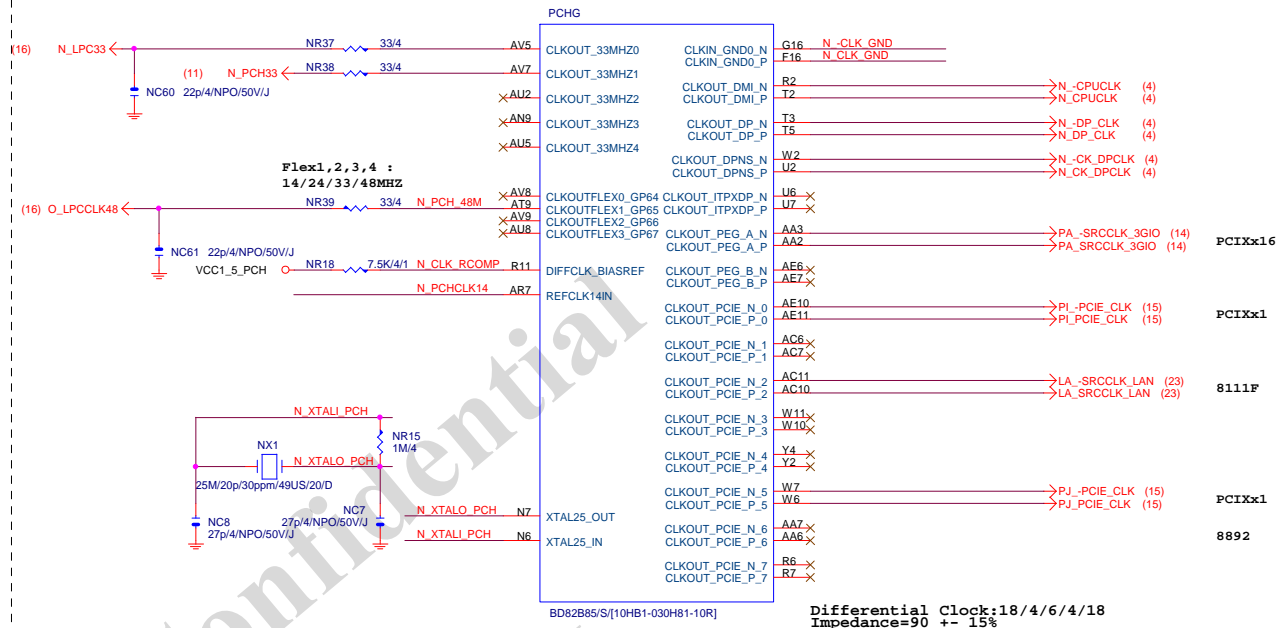 PCHG
(16) N_LPC33 NR37 33/4 AV5 CLKOUT_33MHZ0
(11) N_PCH33 NR38 33/4 AV7 CLKOUT_33MHZ1
NC60 22p/4/NPO/50V/J
AU2 CLKOUT_33MHZ2
AN9 CLKOUT_33MHZ3
AU5 CLKOUT_33MHZ4
Flex1,2,3,4 :
14/24/33/48MHZ
AV8 CLKOUTFLEX0_GP64
(16) O_LPCCLK48 NR39 33/4 N_PCH_48M AT9 CLKOUTFLEX1_GP65
AV9 CLKOUTFLEX2_GP66
AU8 CLKOUTFLEX3_GP67
NC61 22p/4/NPO/50V/J
VCC1_5_PCH NR18 7.5K/4/1 N_CLK_RCOMP R11 DIFFCLK_BIASREF
N_PCHCLK14 AR7 REFCLK14IN
N_XTALI_PCH
NR15
1M/4
NX1
N_XTALO_PCH
25M/20p/30ppm/49US/20/D
NC8
27p/4/NPO/50V/J
NC7
27p/4/NPO/50V/J
N_XTALO_PCH N7 XTAL25_OUT
N_XTALI_PCH N6 XTAL25_IN
CLKIN_GND0_N G16 N_-CLK_GND
CLKIN_GND0_P F16 N_CLK_GND
CLKOUT_DMI_N R2 N_-CPUCLK (4)
CLKOUT_DMI_P T2 N_CPUCLK (4)
CLKOUT_DP_N T3 N_-DP_CLK (4)
CLKOUT_DP_P T5 N_DP_CLK (4)
CLKOUT_DPNS_N W2 N_-CK_DPCLK (4)
CLKOUT_DPNS_P U2 N_CK_DPCLK (4)
CLKOUT_ITPXDP_N U6
CLKOUT_ITPXDP_P U7
CLKOUT_PEG_A_N AA3 PA_-SRCCLK_3GIO (14)
CLKOUT_PEG_A_P AA2 PA_SRCCLK_3GIO (14)
PCIXx16
CLKOUT_PEG_B_N AE6
CLKOUT_PEG_B_P AE7
CLKOUT_PCIE_N_0 AE10 PI_-PCIE_CLK (15)
CLKOUT_PCIE_P_0 AE11 PI_PCIE_CLK (15)
PCIXx1
CLKOUT_PCIE_N_1 AC6
CLKOUT_PCIE_P_1 AC7
CLKOUT_PCIE_N_2 AC11 LA_-SRCCLK_LAN (23)
CLKOUT_PCIE_P_2 AC10 LA_SRCCLK_LAN (23)
8111F
CLKOUT_PCIE_N_3 W11
CLKOUT_PCIE_P_3 W10
CLKOUT_PCIE_N_4 Y4
CLKOUT_PCIE_P_4 Y2
CLKOUT_PCIE_N_5 W7 PJ_-PCIE_CLK (15)
CLKOUT_PCIE_P_5 W6 PJ_PCIE_CLK (15)
PCIXx1
CLKOUT_PCIE_N_6 AA7
CLKOUT_PCIE_P_6 AA6
8892
CLKOUT_PCIE_N_7 R6
CLKOUT_PCIE_P_7 R7
BD82B85/S/[10HB1-030H81-10R]
Differential Clock:18/4/6/4/18
Impedance=90 +- 15%
onfidential